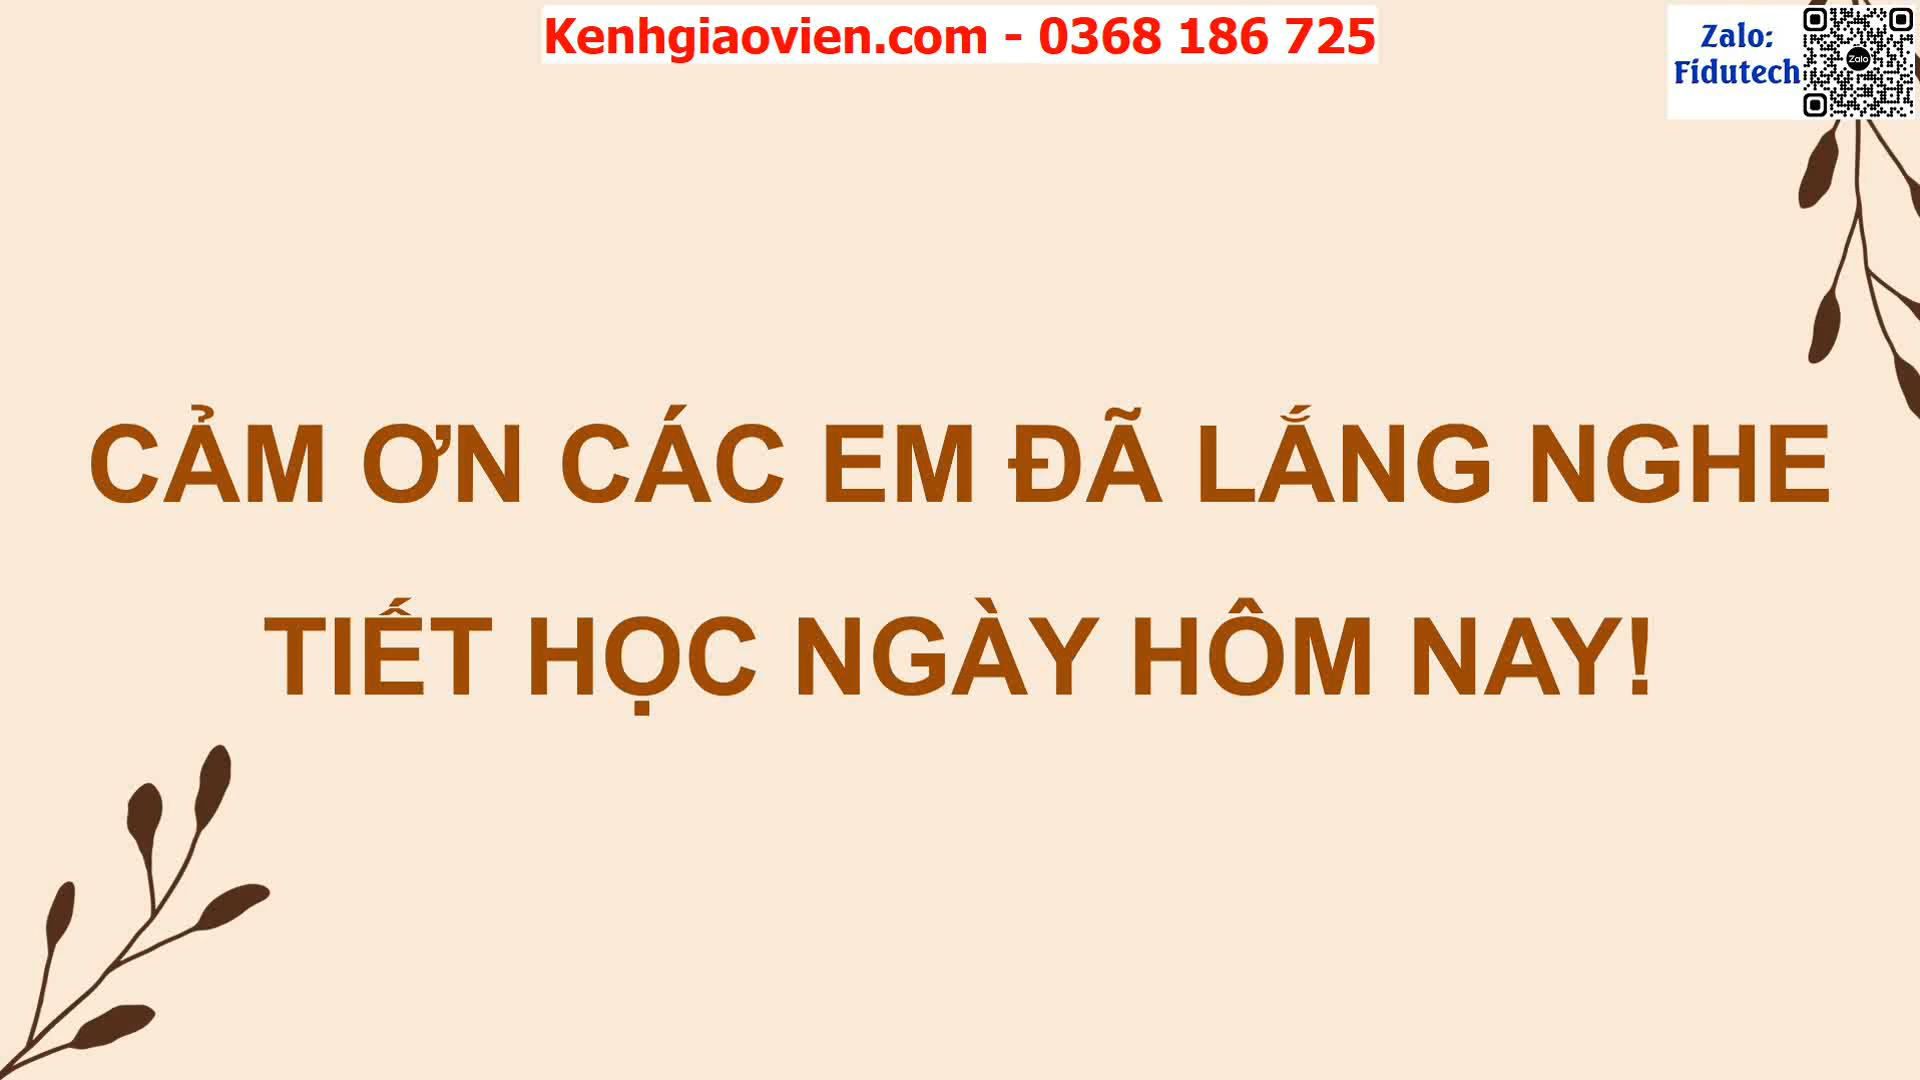 Kenhgiaovien.com - 0368 186 725
Zalo:
Fidutech
Zalo
CẢM ƠN CÁC EM ĐÃ LẮNG NGHE
TIẾT HỌC NGÀY HÔM NAY!